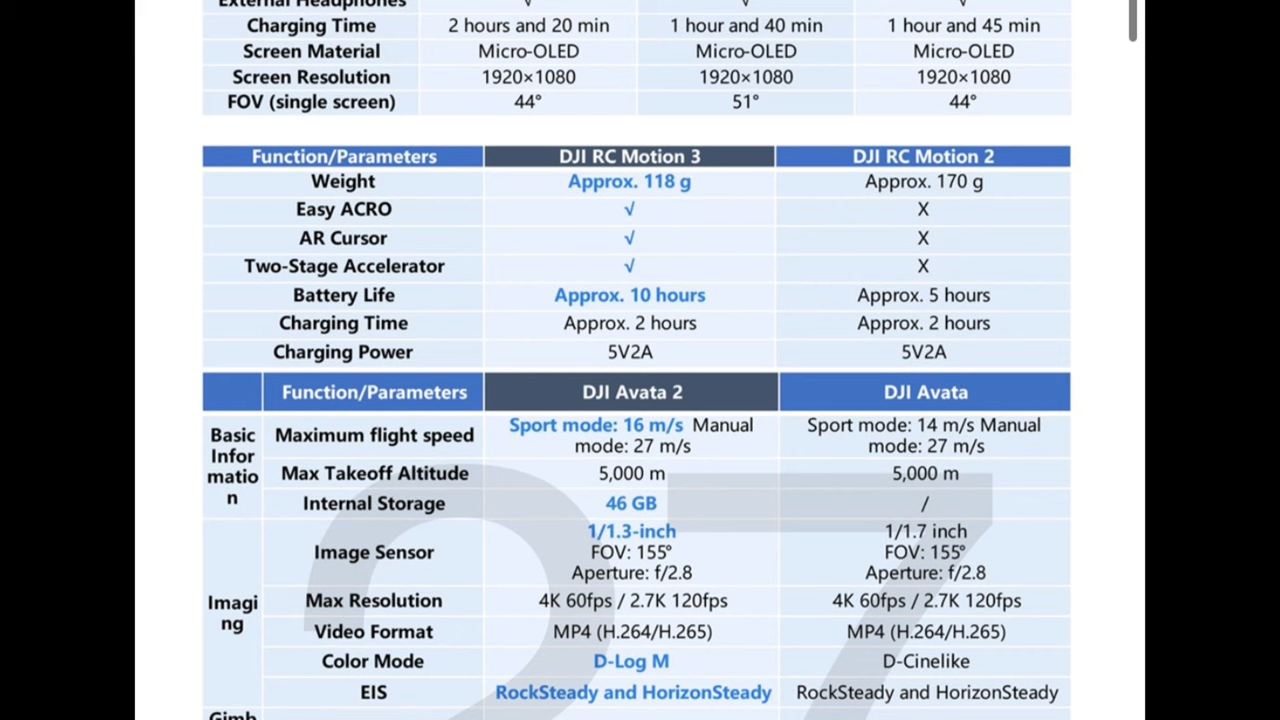 External Headphones √ √ √
Charging Time 2 hours and 20 min 1 hour and 40 min 1 hour and 45 min
Screen Material Micro-OLED Micro-OLED Micro-OLED
Screen Resolution 1920×1080 1920×1080 1920×1080
FOV (single screen) 44° 51° 44°
Function/Parameters DJI RC Motion 3 DJI RC Motion 2
Weight Approx. 118 g Approx. 170 g
Easy ACRO √ X
AR Cursor √ X
Two-Stage Accelerator √ X
Battery Life Approx. 10 hours Approx. 5 hours
Charging Time Approx. 2 hours Approx. 2 hours
Charging Power 5V2A 5V2A
Function/Parameters DJI Avata 2 DJI Avata
Basic
Infor
matio
n
Maximum flight speed
Sport mode: 16 m/s Manual
mode: 27 m/s
Sport mode: 14 m/s Manual
mode: 27 m/s
Max Takeoff Altitude 5,000 m 5,000 m
Internal Storage 46 GB /
Imagi
ng
Image Sensor
1/1.3-inch
FOV: 155°
Aperture: f/2.8
1/1.7 inch
FOV: 155°
Aperture: f/2.8
Max Resolution 4K 60fps / 2.7K 120fps 4K 60fps / 2.7K 120fps
Video Format MP4 (H.264/H.265) MP4 (H.264/H.265)
Color Mode D-Log M D-Cinelike
EIS RockSteady and HorizonSteady RockSteady and HorizonSteady
Gimb
27